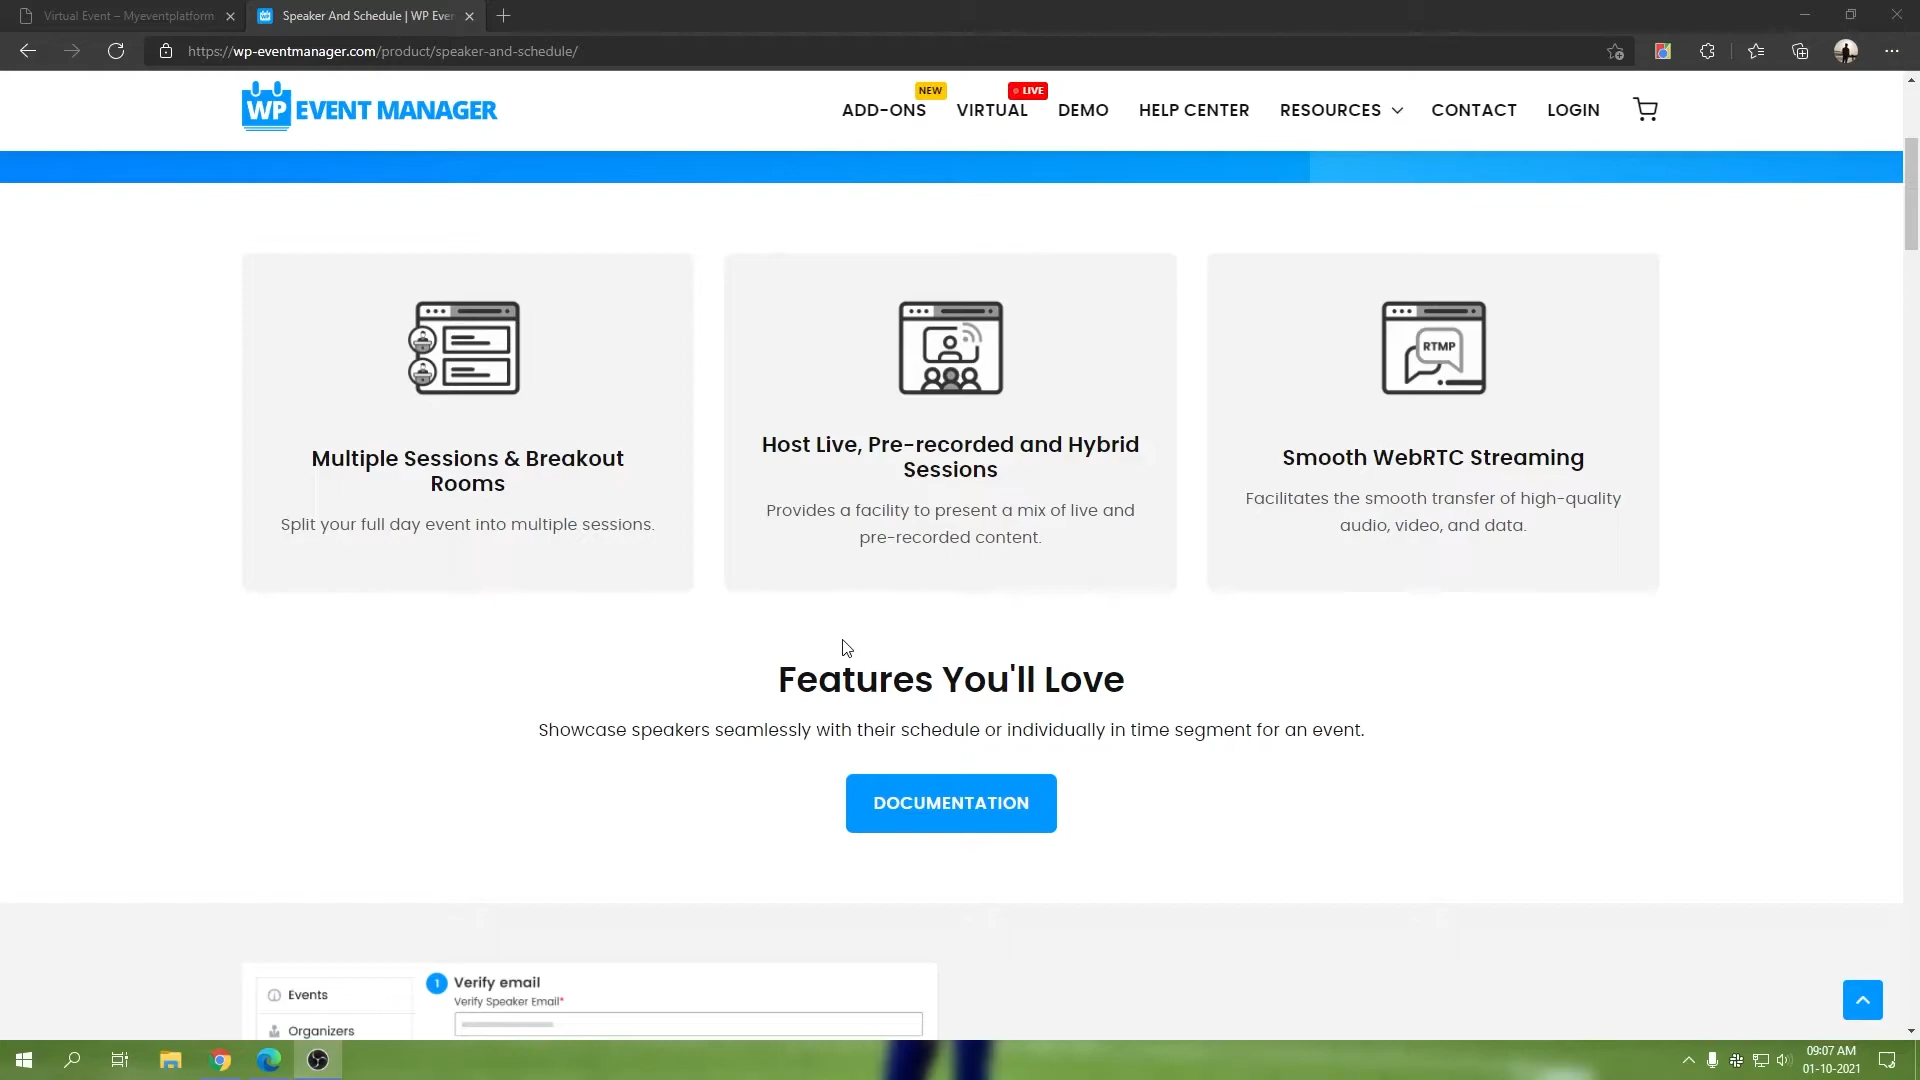 Virtual Event – Myeventplatform
Speaker And Schedule | WP Even
https://wp-eventmanager.com/product/speaker-and-schedule/
WP EVENT MANAGER
ADD-ONS
NEW
VIRTUAL
LIVE
DEMO
HELP CENTER
RESOURCES
CONTACT
LOGIN
Multiple Sessions & Breakout
Rooms
Split your full day event into multiple sessions.
Host Live, Pre-recorded and Hybrid
Sessions
Provides a facility to present a mix of live and
pre-recorded content.
RTMP
Smooth WebRTC Streaming
Facilitates the smooth transfer of high-quality
audio, video, and data.
Features You'll Love
Showcase speakers seamlessly with their schedule or individually in time segment for an event.
DOCUMENTATION
Events
Organizers
1 Verify email
Verify Speaker Email*
09:07 AM
01-10-2021